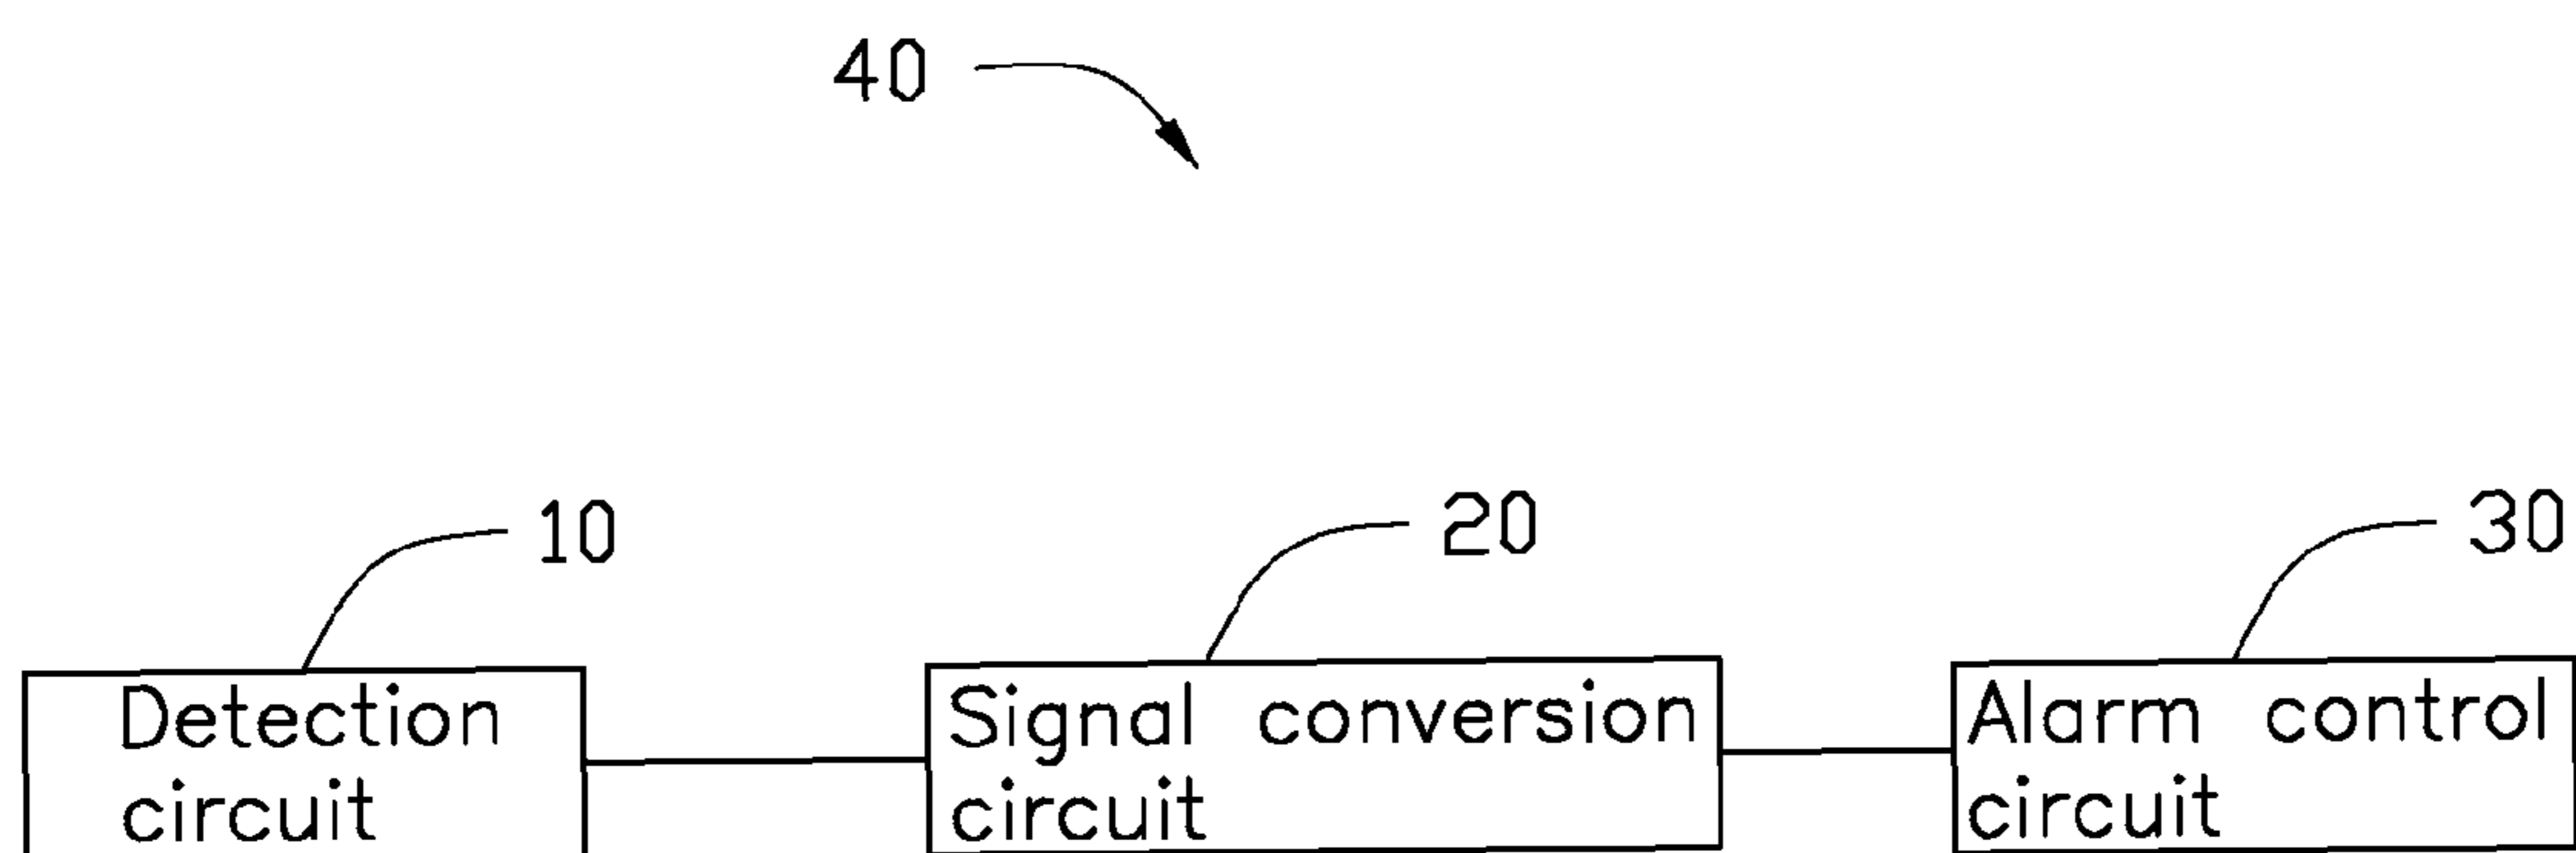 40
10
20
30
Detection
circuit
Signal conversion
circuit
Alarm control
circuit